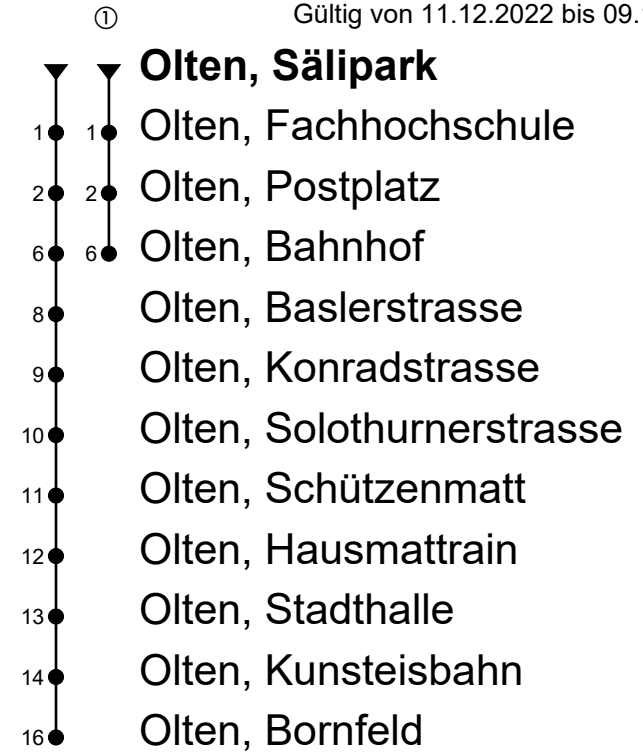 ① Gültig von 11.12.2022 bis 09.
Olten, Sälipark
1 1 Olten, Fachhochschule
2 2 Olten, Postplatz
6 6 Olten, Bahnhof
8 Olten, Baslerstrasse
9 Olten, Konradstrasse
10 Olten, Solothurnerstrasse
11 Olten, Schützenmatt
12 Olten, Hausmattrain
13 Olten, Stadthalle
14 Olten, Kunsteisbahn
16 Olten, Bornfeld